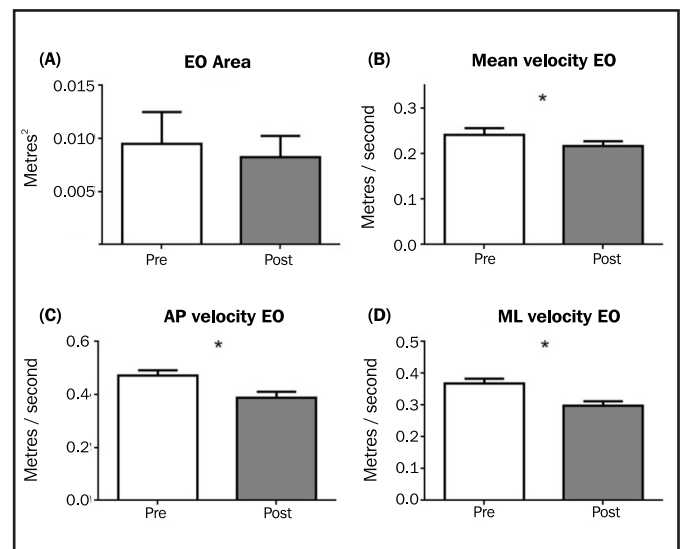 (A) EO Area
0.015
0.010
0.005
Metres²
Pre Post
(B) Mean velocity EO
*
0.3
0.2
0.1
0.0
Metres / second
Pre Post
(C) AP velocity EO
*
0.6
0.4
0.2
0.0
Metres / second
Pre Post
(D) ML velocity EO
*
0.5
0.4
0.3
0.2
0.1
0.0
Metres / second
Pre Post